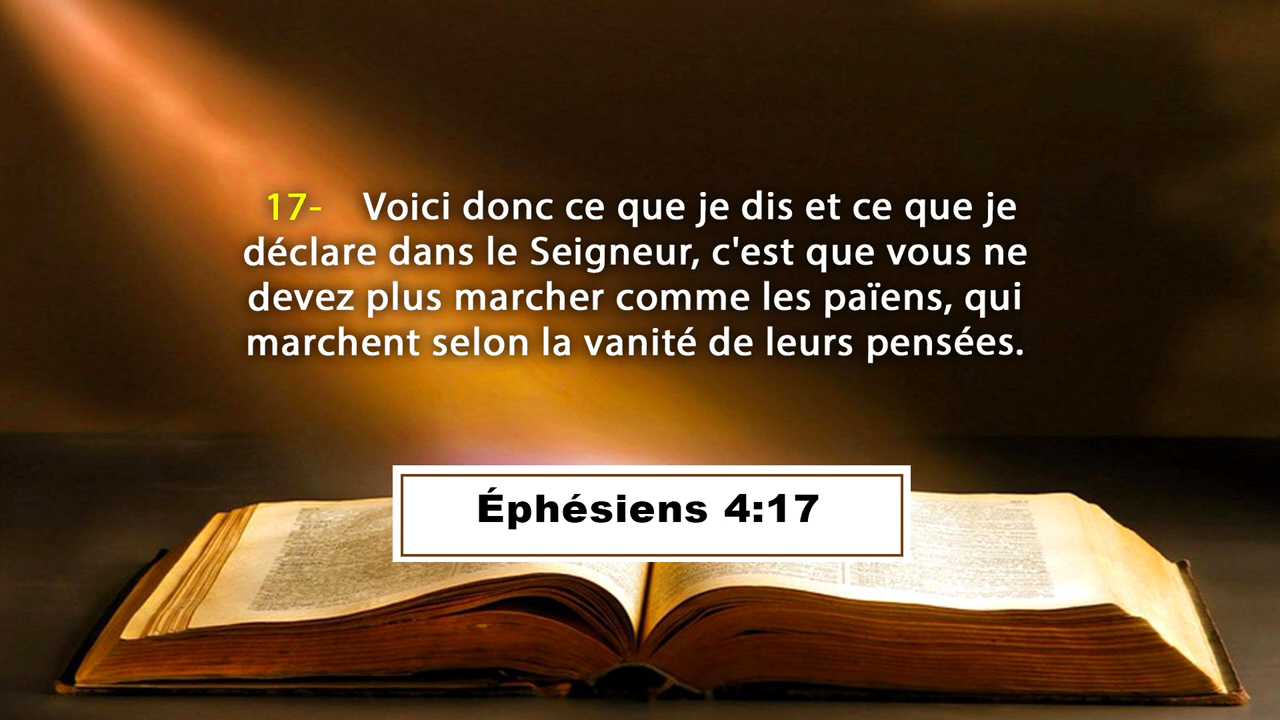 17- Voici donc ce que je dis et ce que je
déclare dans le Seigneur, c'est que vous ne
devez plus marcher comme les païens, qui
marchent selon la vanité de leurs pensées.
Éphésiens 4:17